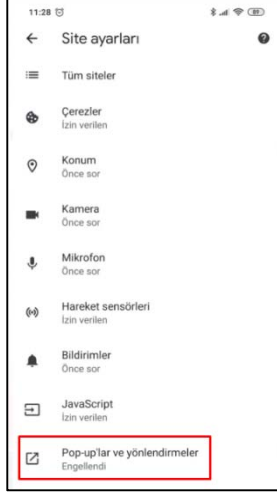 11:28
Site ayarları
Tüm siteler
Çerezler
İzin verilen
Konum
Önce sor
Kamera
Önce sor
Mikrofon
Önce sor
Hareket sensörleri
İzin verilen
Bildirimler
Önce sor
JavaScript
İzin verilen
Pop-up'lar ve yönlendirmeler
Engellendi